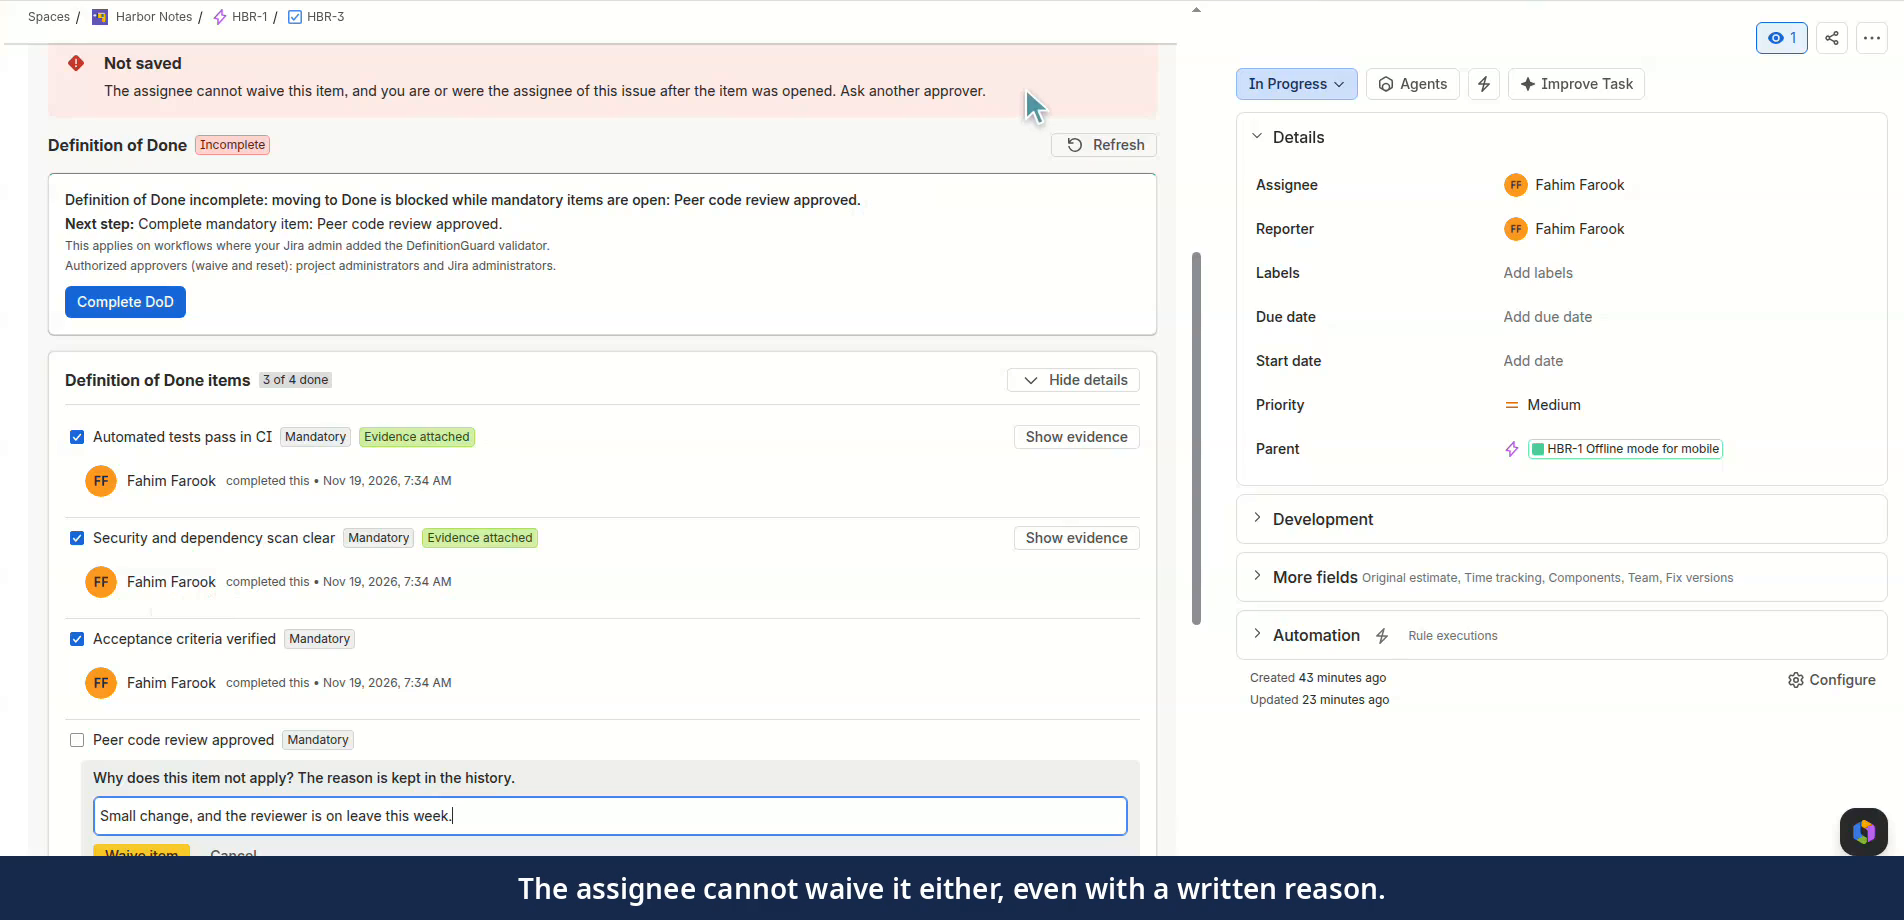 Spaces / Harbor Notes / HBR-1 / HBR-3
1
Not saved
The assignee cannot waive this item, and you are or were the assignee of this issue after the item was opened. Ask another approver.
Definition of Done Incomplete
Refresh
Definition of Done incomplete: moving to Done is blocked while mandatory items are open: Peer code review approved.
Next step: Complete mandatory item: Peer code review approved.
This applies on workflows where your Jira admin added the DefinitionGuard validator.
Authorized approvers (waive and reset): project administrators and Jira administrators.
Complete DoD
Definition of Done items 3 of 4 done
Hide details
Automated tests pass in CI Mandatory Evidence attached
Show evidence
FF Fahim Farook completed this • Nov 19, 2026, 7:34 AM
Security and dependency scan clear Mandatory Evidence attached
Show evidence
FF Fahim Farook completed this • Nov 19, 2026, 7:34 AM
Acceptance criteria verified Mandatory
FF Fahim Farook completed this • Nov 19, 2026, 7:34 AM
Peer code review approved Mandatory
Why does this item not apply? The reason is kept in the history.
Small change, and the reviewer is on leave this week.
Waive item Cancel
In Progress Agents Improve Task
Details
Assignee FF Fahim Farook
Reporter FF Fahim Farook
Labels Add labels
Due date Add due date
Start date Add date
Priority Medium
Parent HBR-1 Offline mode for mobile
Development
More fields Original estimate, Time tracking, Components, Team, Fix versions
Automation Rule executions
Created 43 minutes ago
Updated 23 minutes ago
Configure
The assignee cannot waive it either, even with a written reason.